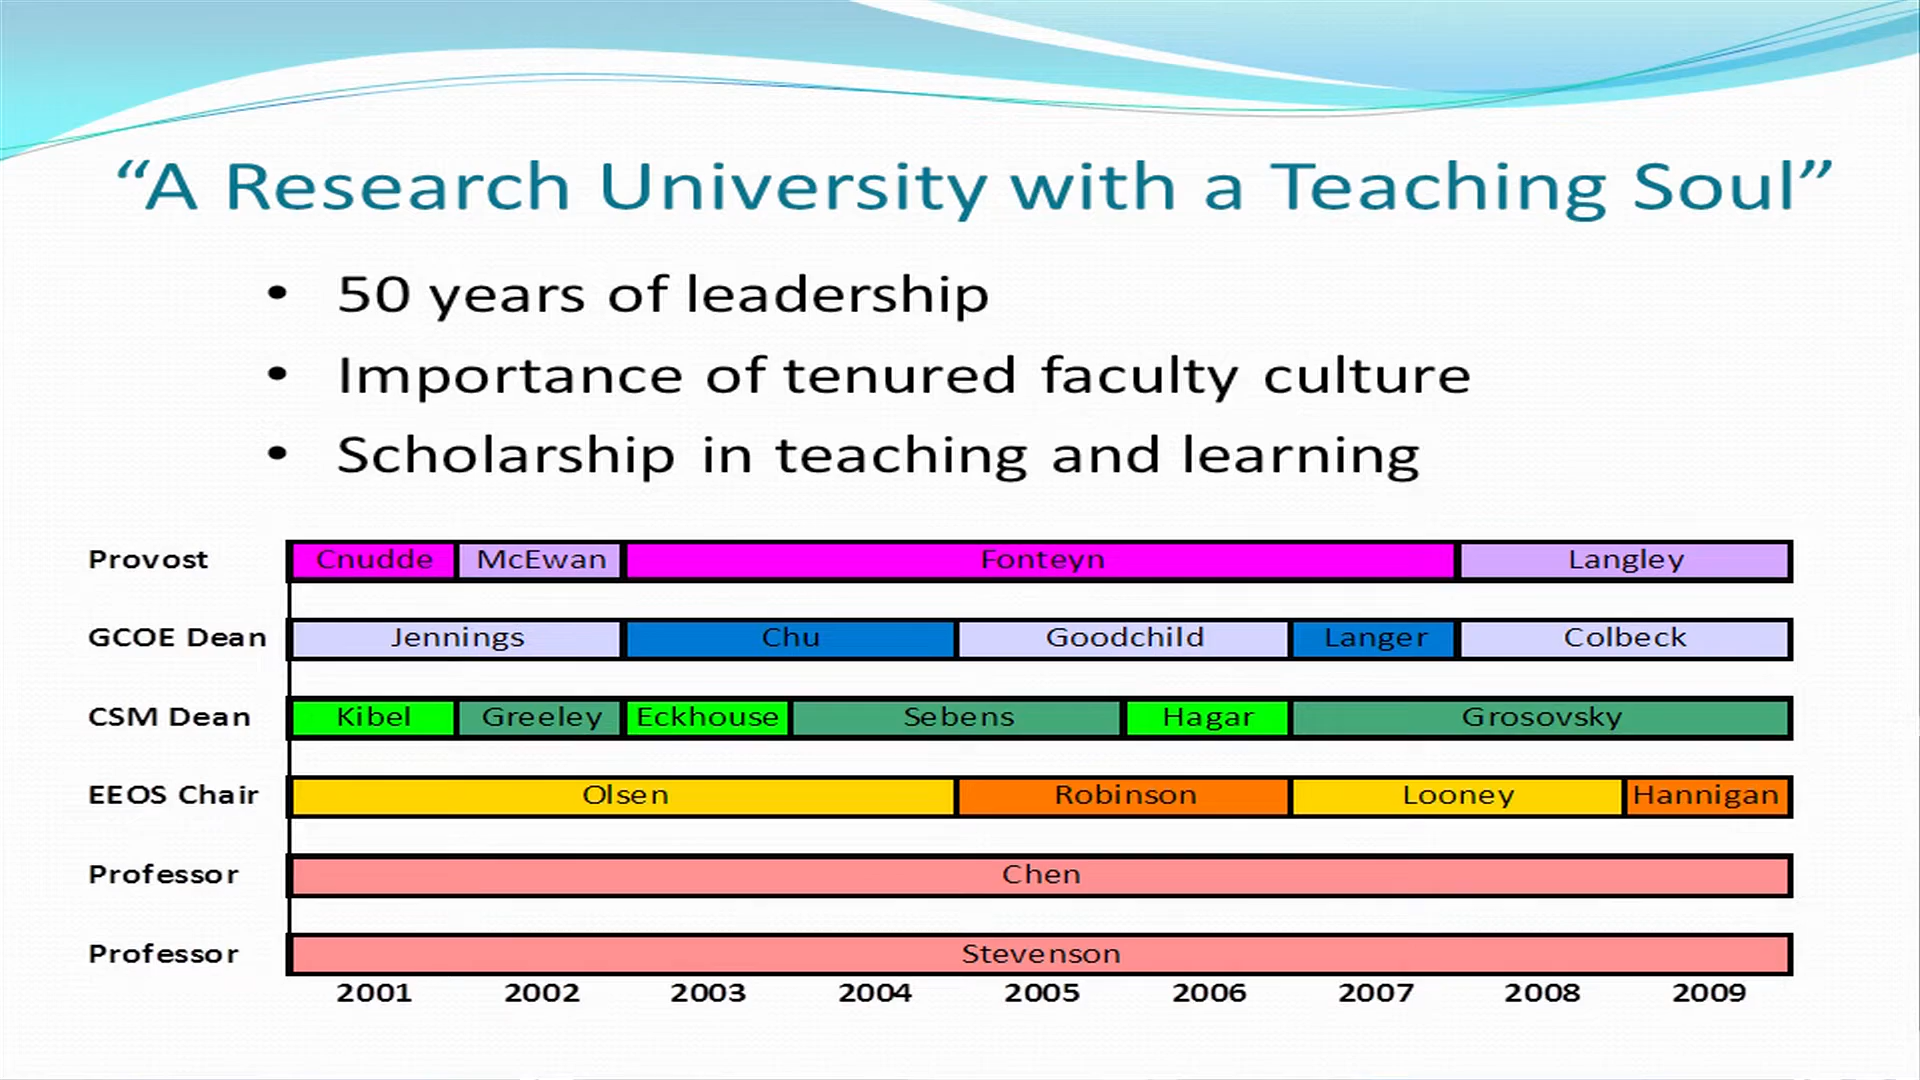 “A Research University with a Teaching Soul”
• 50 years of leadership
• Importance of tenured faculty culture
• Scholarship in teaching and learning
Provost Cnudde McEwan Fonteyn Langley
GCOE Dean Jennings Chu Goodchild Langer Colbeck
CSM Dean Kibel Greeley Eckhouse Sebens Hagar Grosovsky
EEOS Chair Olsen Robinson Looney Hannigan
Professor Chen
Professor Stevenson
2001 2002 2003 2004 2005 2006 2007 2008 2009